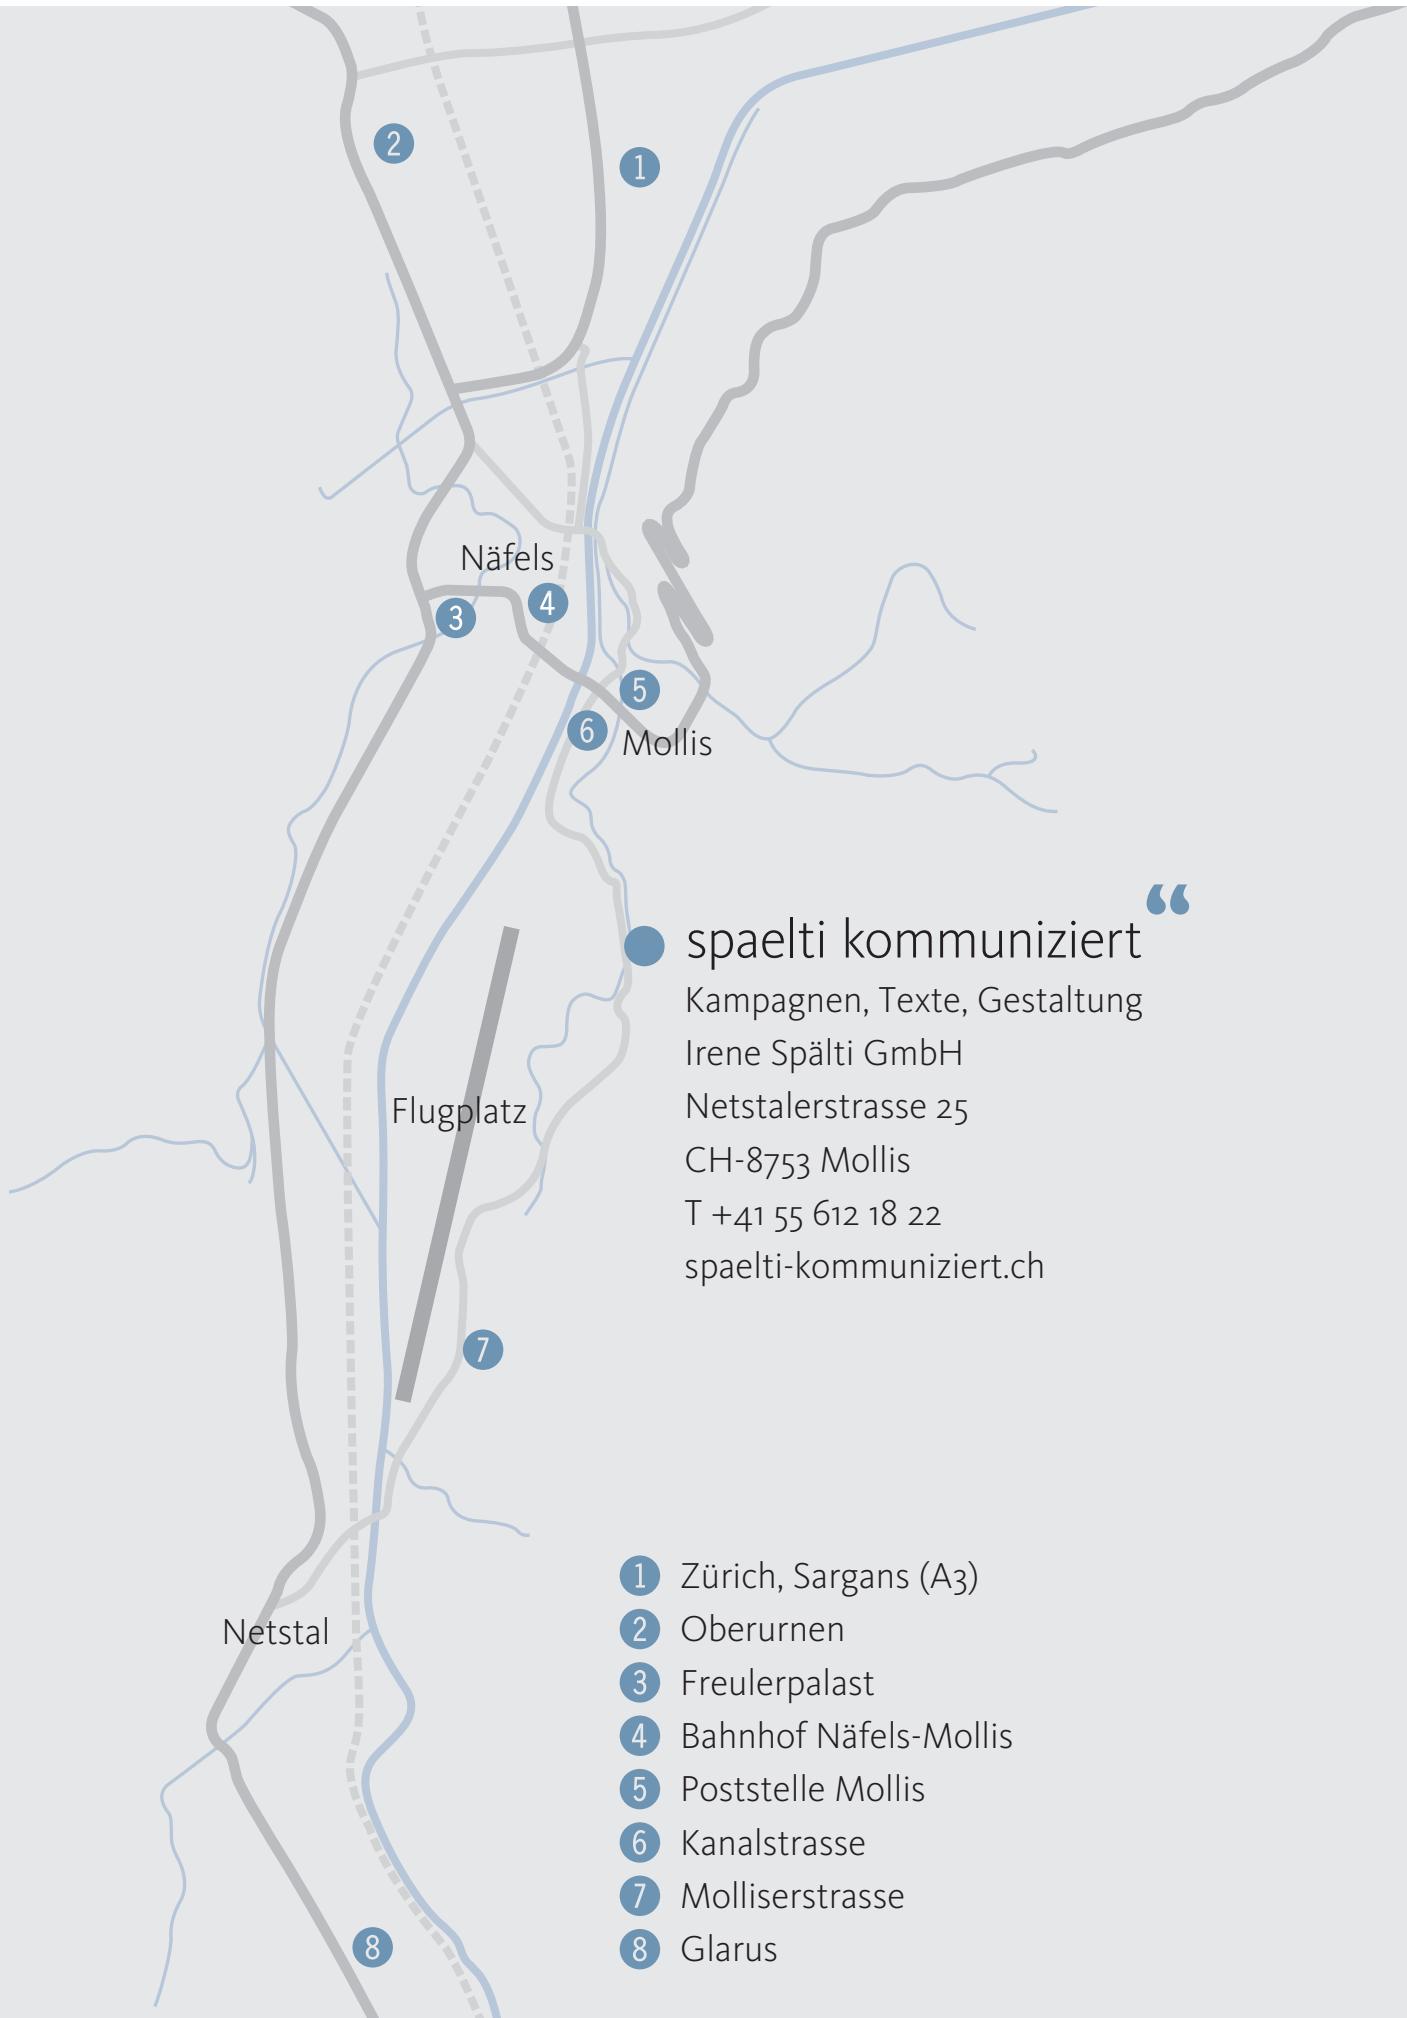 2
1
Näfels
4
3
5
6
Mollis
spaelti kommuniziert“
Kampagnen, Texte, Gestaltung
Irene Spälti GmbH
Netstalerstrasse 25
CH-8753 Mollis
T +41 55 612 18 22
spaelti-kommuniziert.ch
Flugplatz
7
Netstal
8
1 Zürich, Sargans (A3)
2 Oberurnen
3 Freulerpalast
4 Bahnhof Näfels-Mollis
5 Poststelle Mollis
6 Kanalstrasse
7 Molliserstrasse
8 Glarus